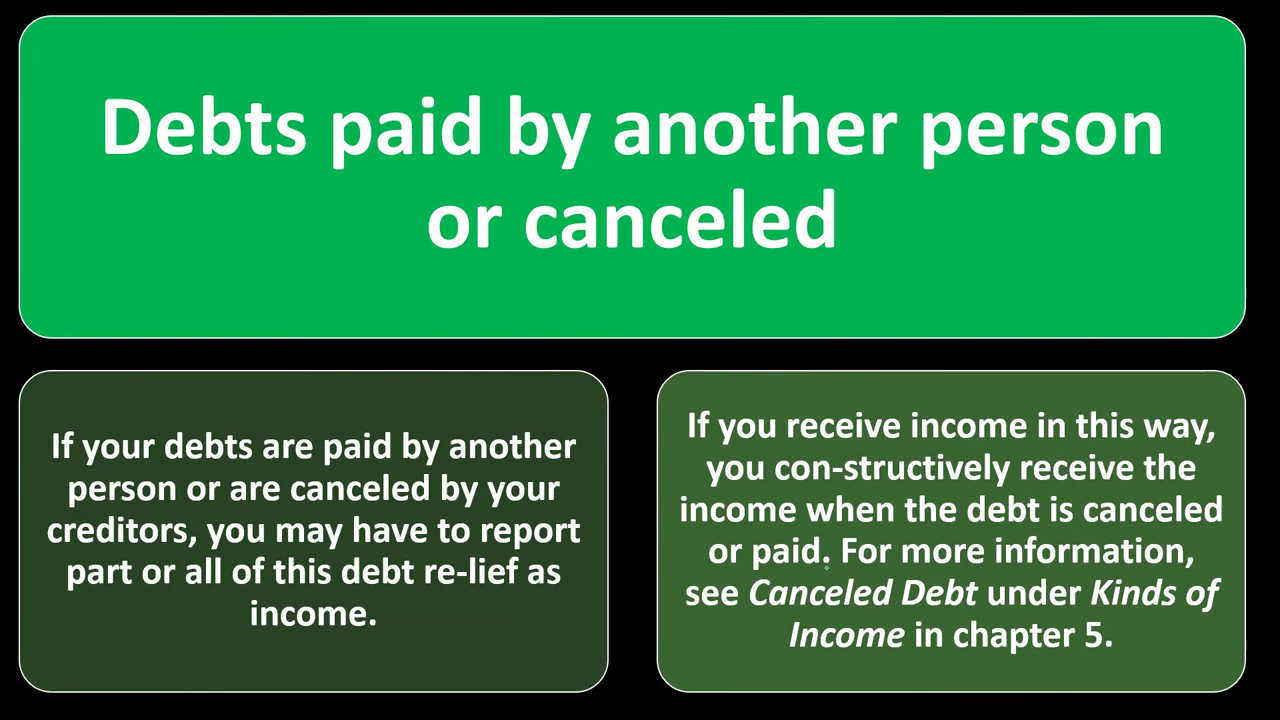 Debts paid by another person
or canceled
If your debts are paid by another
person or are canceled by your
creditors, you may have to report
part or all of this debt re-lief as
income.
If you receive income in this way,
you con-structively receive the
income when the debt is canceled
or paid. For more information,
see Canceled Debt under Kinds of
Income in chapter 5.